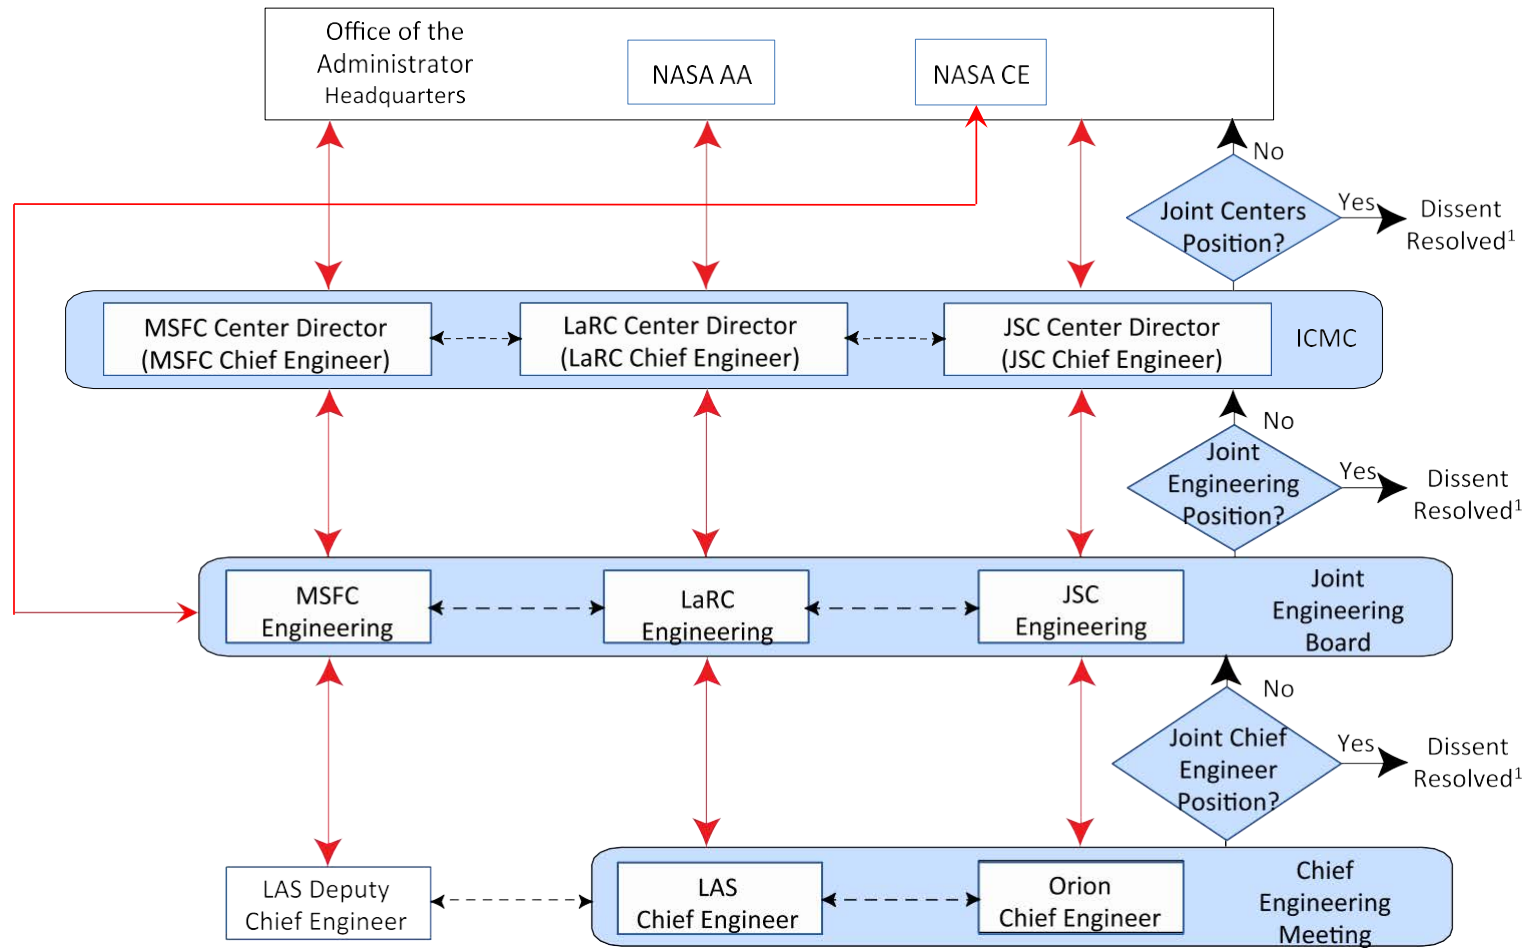 Office of the
Administrator
Headquarters
NASA AA
NASA CE
No
Joint Centers
Position?
Yes
Dissent
Resolved1
MSFC Center Director
(MSFC Chief Engineer)
LaRC Center Director
(LaRC Chief Engineer)
JSC Center Director
(JSC Chief Engineer)
ICMC
No
Joint
Engineering
Position?
Yes
Dissent
Resolved1
MSFC
Engineering
LaRC
Engineering
JSC
Engineering
Joint
Engineering
Board
No
Joint Chief
Engineer
Position?
Yes
Dissent
Resolved1
LAS Deputy
Chief Engineer
LAS
Chief Engineer
Orion
Chief Engineer
Chief
Engineering
Meeting